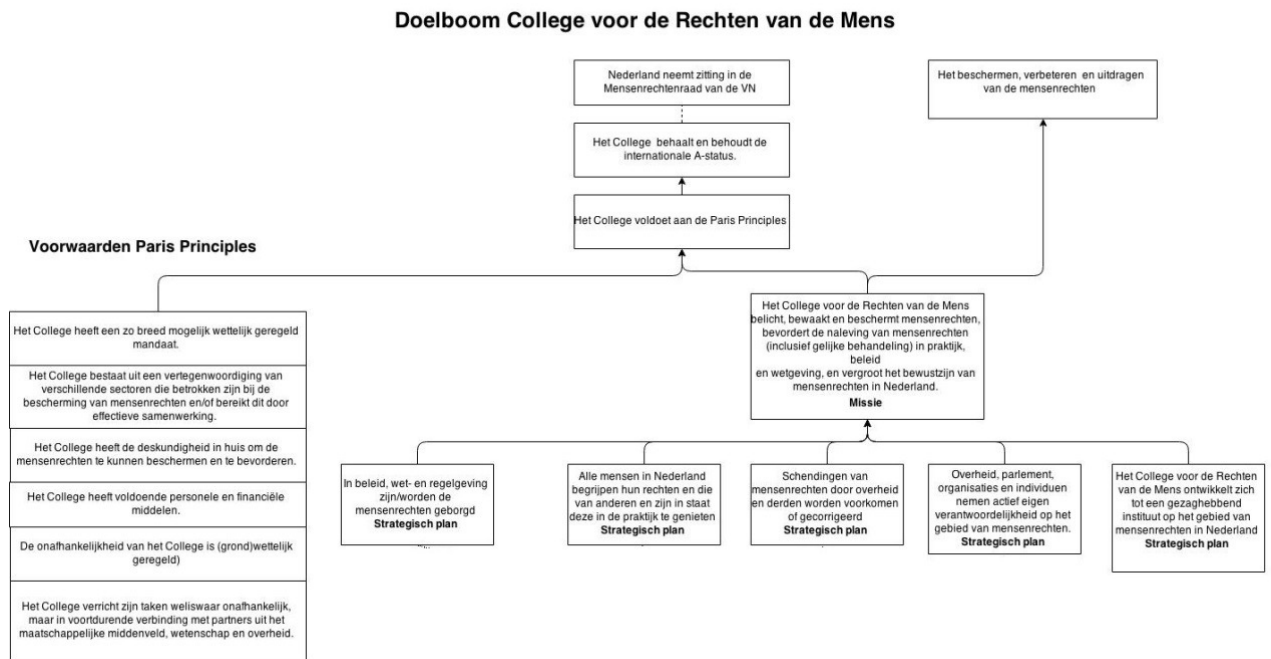 Doelboom College voor de Rechten van de Mens
Nederland neemt zitting in de
Mensenrechtenraad van de VN
Het beschermen, verbeteren en uitdragen
van de mensenrechten
Het College behaalt en behoudt de
internationale A-status.
Het College voldoet aan de Paris Principles
Voorwaarden Paris Principles
Het College heeft een zo breed mogelijk wettelijk geregeld
mandaat.
Het College bestaat uit een vertegenwoordiging van
verschillende sectoren die betrokken zijn bij de
bescherming van mensenrechten en/of bereikt dit door
effectieve samenwerking.
Het College heeft de deskundigheid in huis om de
mensenrechten te kunnen beschermen en te bevorderen.
Het College heeft voldoende personele en financiële
middelen.
De onafhankelijkheid van het College is (grond)wettelijk
geregeld)
Het College verricht zijn taken weliswaar onafhankelijk,
maar in voortdurende verbinding met partners uit het
maatschappelijke middenveld, wetenschap en overheid.
Het College voor de Rechten van de Mens
belicht, bewaakt en beschermt mensenrechten,
bevordert de naleving van mensenrechten
(inclusief gelijke behandeling) in praktijk,
beleid
en wetgeving, en vergroot het bewustzijn van
mensenrechten in Nederland.
Missie
In beleid, wet- en regelgeving
zijn/worden de
mensenrechten geborgd
Strategisch plan
Alle mensen in Nederland
begrijpen hun rechten en die
van anderen en zijn in staat
deze in de praktijk te genieten
Strategisch plan
Schendingen van
mensenrechten door overheid
en derden worden voorkomen
of gecorrigeerd
Strategisch plan
Overheid, parlement,
organisaties en individuen
nemen actief eigen
verantwoordelijkheid op het
gebied van mensenrechten.
Strategisch plan
Het College voor de Rechten
van de Mens ontwikkelt zich
tot een gezaghebbend
instituut op het gebied van
mensenrechten in Nederland
Strategisch plan